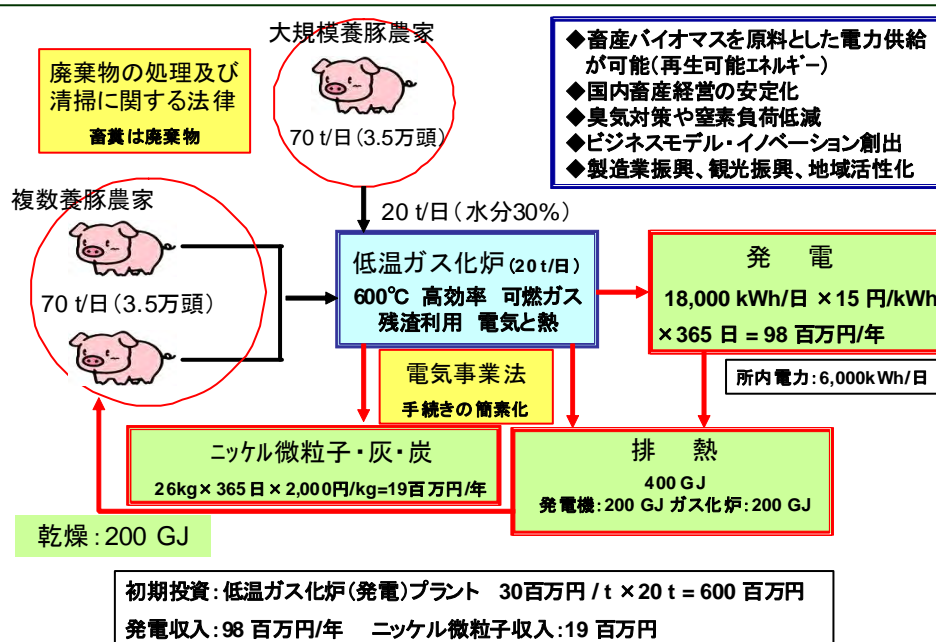 大規模養豚農家
70 t/日(3.5万頭)
廃棄物の処理及び
清掃に関する法律
畜糞は廃棄物
◆畜産バイオマスを原料とした電力供給
が可能(再生可能エネルギー)
◆国内畜産経営の安定化
◆臭気対策や窒素負荷低減
◆ビジネスモデル・イノベーション創出
◆製造業振興、観光振興、地域活性化
複数養豚農家
70 t/日(3.5万頭)
20 t/日(水分30%)
低温ガス化炉(20t/日)
600℃ 高効率 可燃ガス
残渣利用 電気と熱
発 電
18,000 kWh/日 ×15 円/kWh
×365 日 = 98 百万円/年
所内電力:6,000kWh/日
電気事業法
手続きの簡素化
ニッケル微粒子・灰・炭
26kg×365日×2,000円/kg=19百万円/年
排 熱
400 GJ
発電機:200 GJ ガス化炉:200 GJ
乾燥:200 GJ
初期投資:低温ガス化炉(発電)プラント 30百万円 / t ×20 t = 600 百万円
発電収入:98 百万円/年 ニッケル微粒子収入:19 百万円